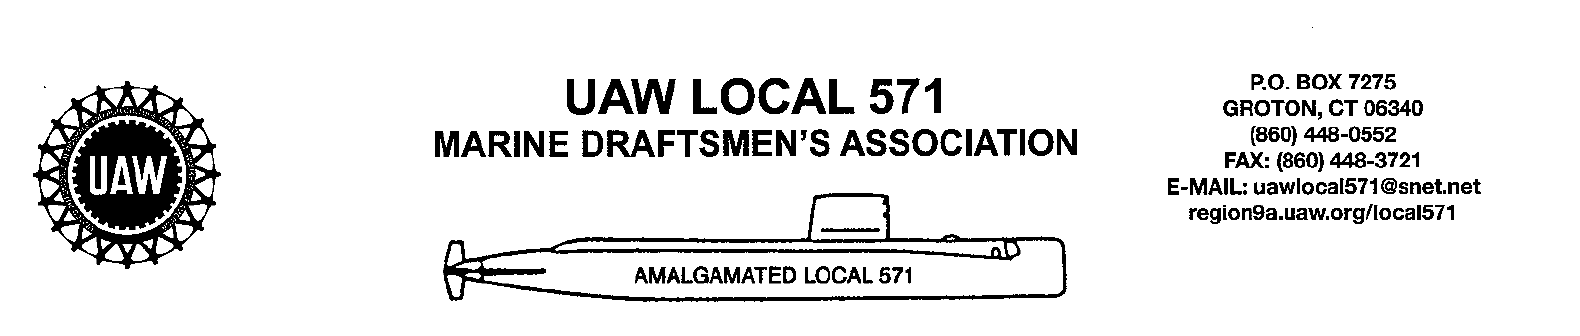 UAW
UAW LOCAL 571
MARINE DRAFTSMEN'S ASSOCIATION
AMALGAMATED LOCAL 571
P.O. BOX 7275
GROTON, CT 06340
(860) 448-0552
FAX: (860) 448-3721
E-MAIL: uawlocal571@snet.net
region9a.uaw.org/local571